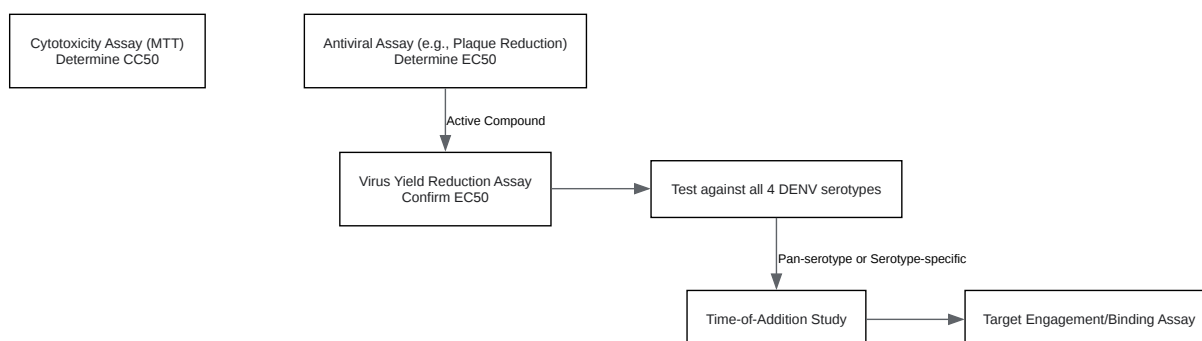 Cytotoxicity Assay (MTT)
Determine CC50
Antiviral Assay (e.g., Plaque Reduction)
Determine EC50
Active Compound
Virus Yield Reduction Assay
Confirm EC50
Test against all 4 DENV serotypes
Pan-serotype or Serotype-specific
Time-of-Addition Study
Target Engagement/Binding Assay